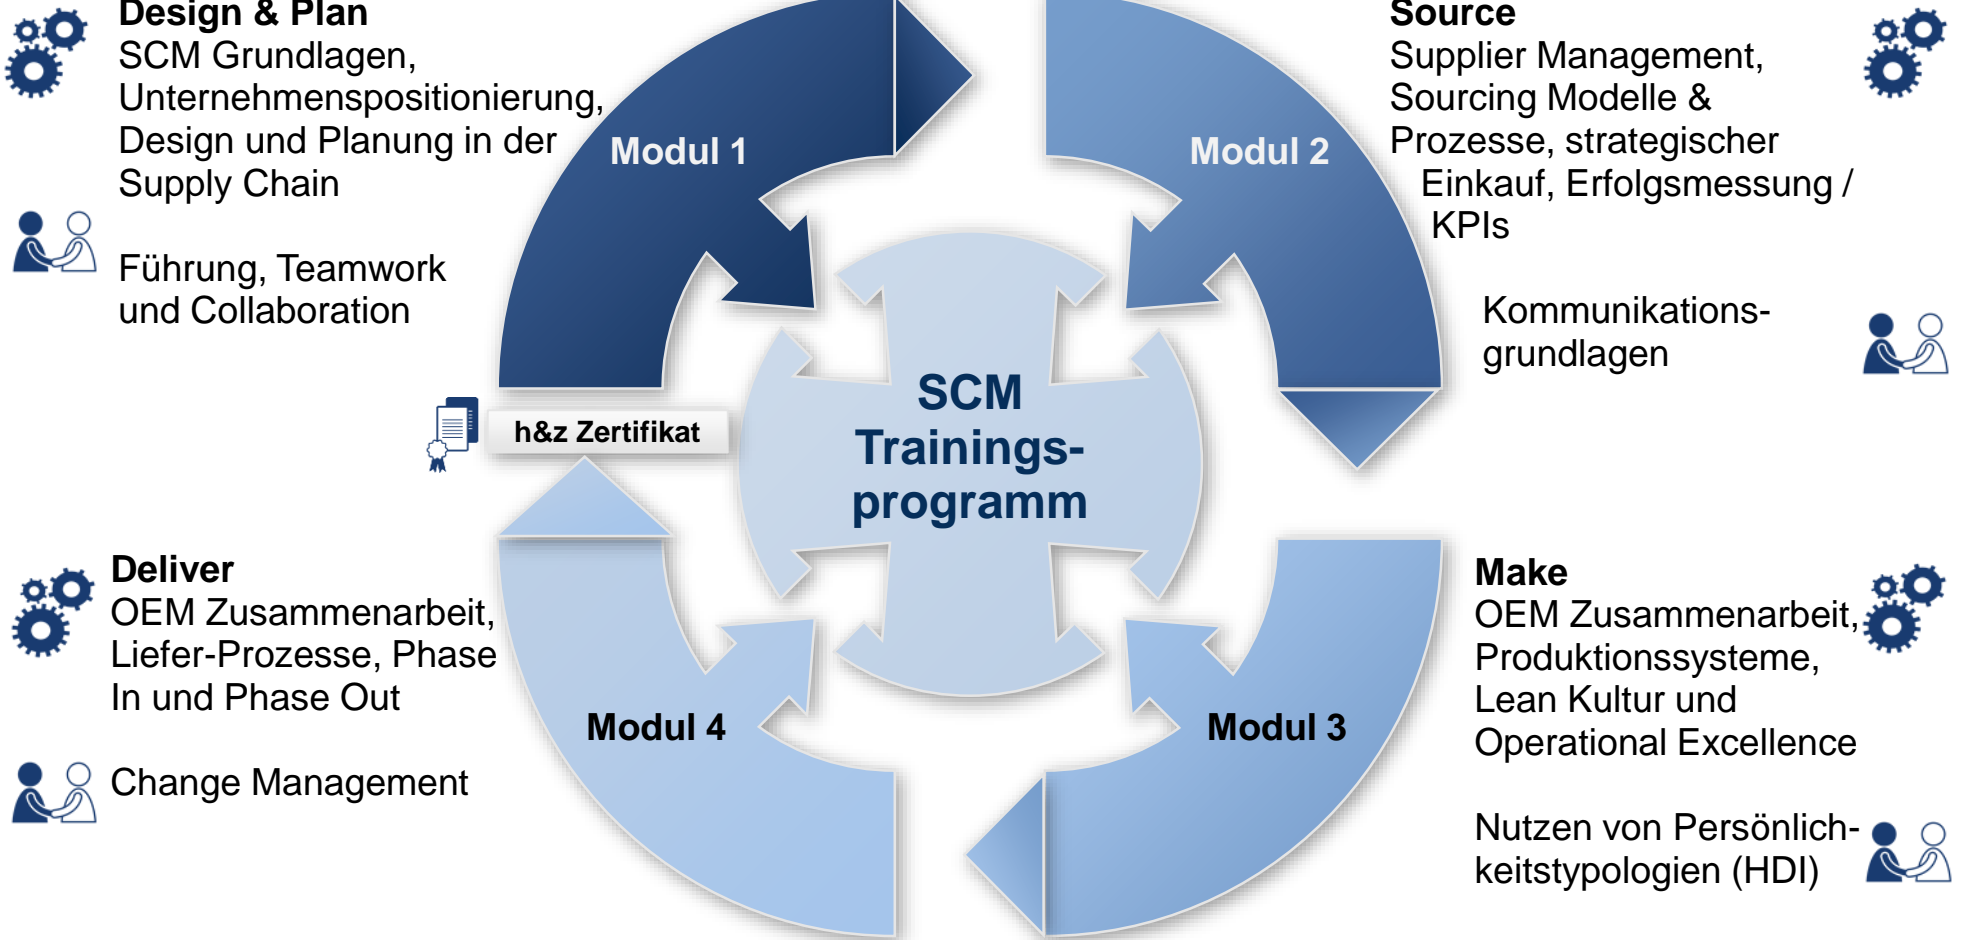 Design & Plan
SCM Grundlagen,
Unternehmenspositionierung,
Design und Planung in der
Supply Chain
Führung, Teamwork
und Collaboration
Modul 1
Modul 2
Source
Supplier Management,
Sourcing Modelle &
Prozesse, strategischer
Einkauf, Erfolgsmessung /
KPIs
Kommunikations-
grundlagen
h&z Zertifikat
SCM
Trainings-
programm
Deliver
OEM Zusammenarbeit,
Liefer-Prozesse, Phase
In und Phase Out
Change Management
Modul 4
Modul 3
Make
OEM Zusammenarbeit,
Produktionssysteme,
Lean Kultur und
Operational Excellence
Nutzen von Persönlich-
keitstypologien (HDI)